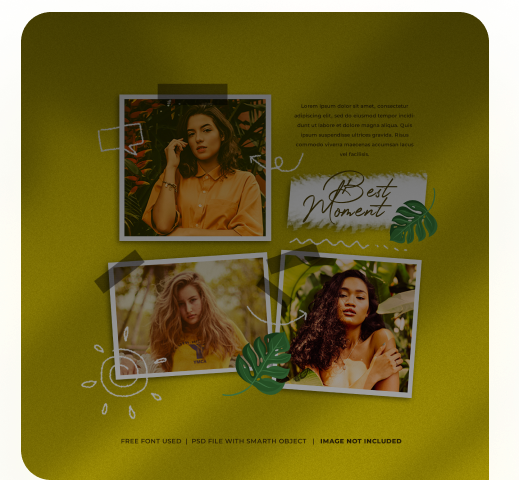 Lorem ipsum dolor sit amet, consectetur
adipiscing elit, sed do eiusmod tempor incidi
dunt ut labore et dolore magna aliqua. Quis
ipsum suspendisse ultrices gravida. Risus
commodo viverra maecenas accumsan lacus
vel facilisis.
Best
Moment
FREE FONT USED | PSD FILE WITH SMARTH OBJECT | IMAGE NOT INCLUDED